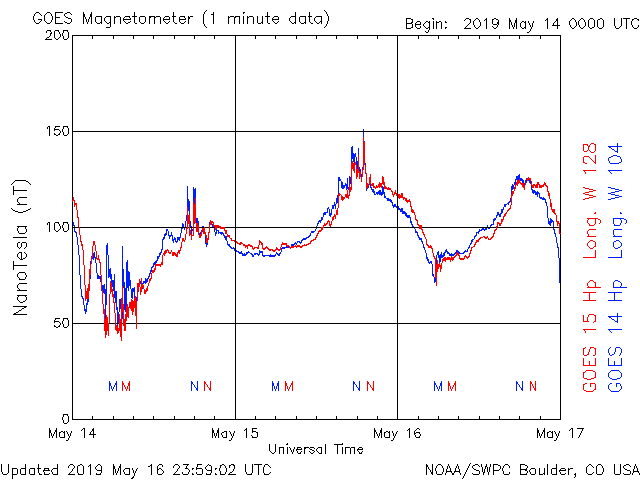 GOES Magnetometer (1 minute data)
Begin: 2019 May 14 0000 UTC
200
150
100
50
0
NanoTesla (nT)
M M N N M M N N M M N N
May 14 May 15 May 16 May 17
Universal Time
GOES 15 Hp Long. W 128
GOES 14 Hp Long. W 104
Updated 2019 May 16 23:59:02 UTC
NOAA/SWPC Boulder, CO USA